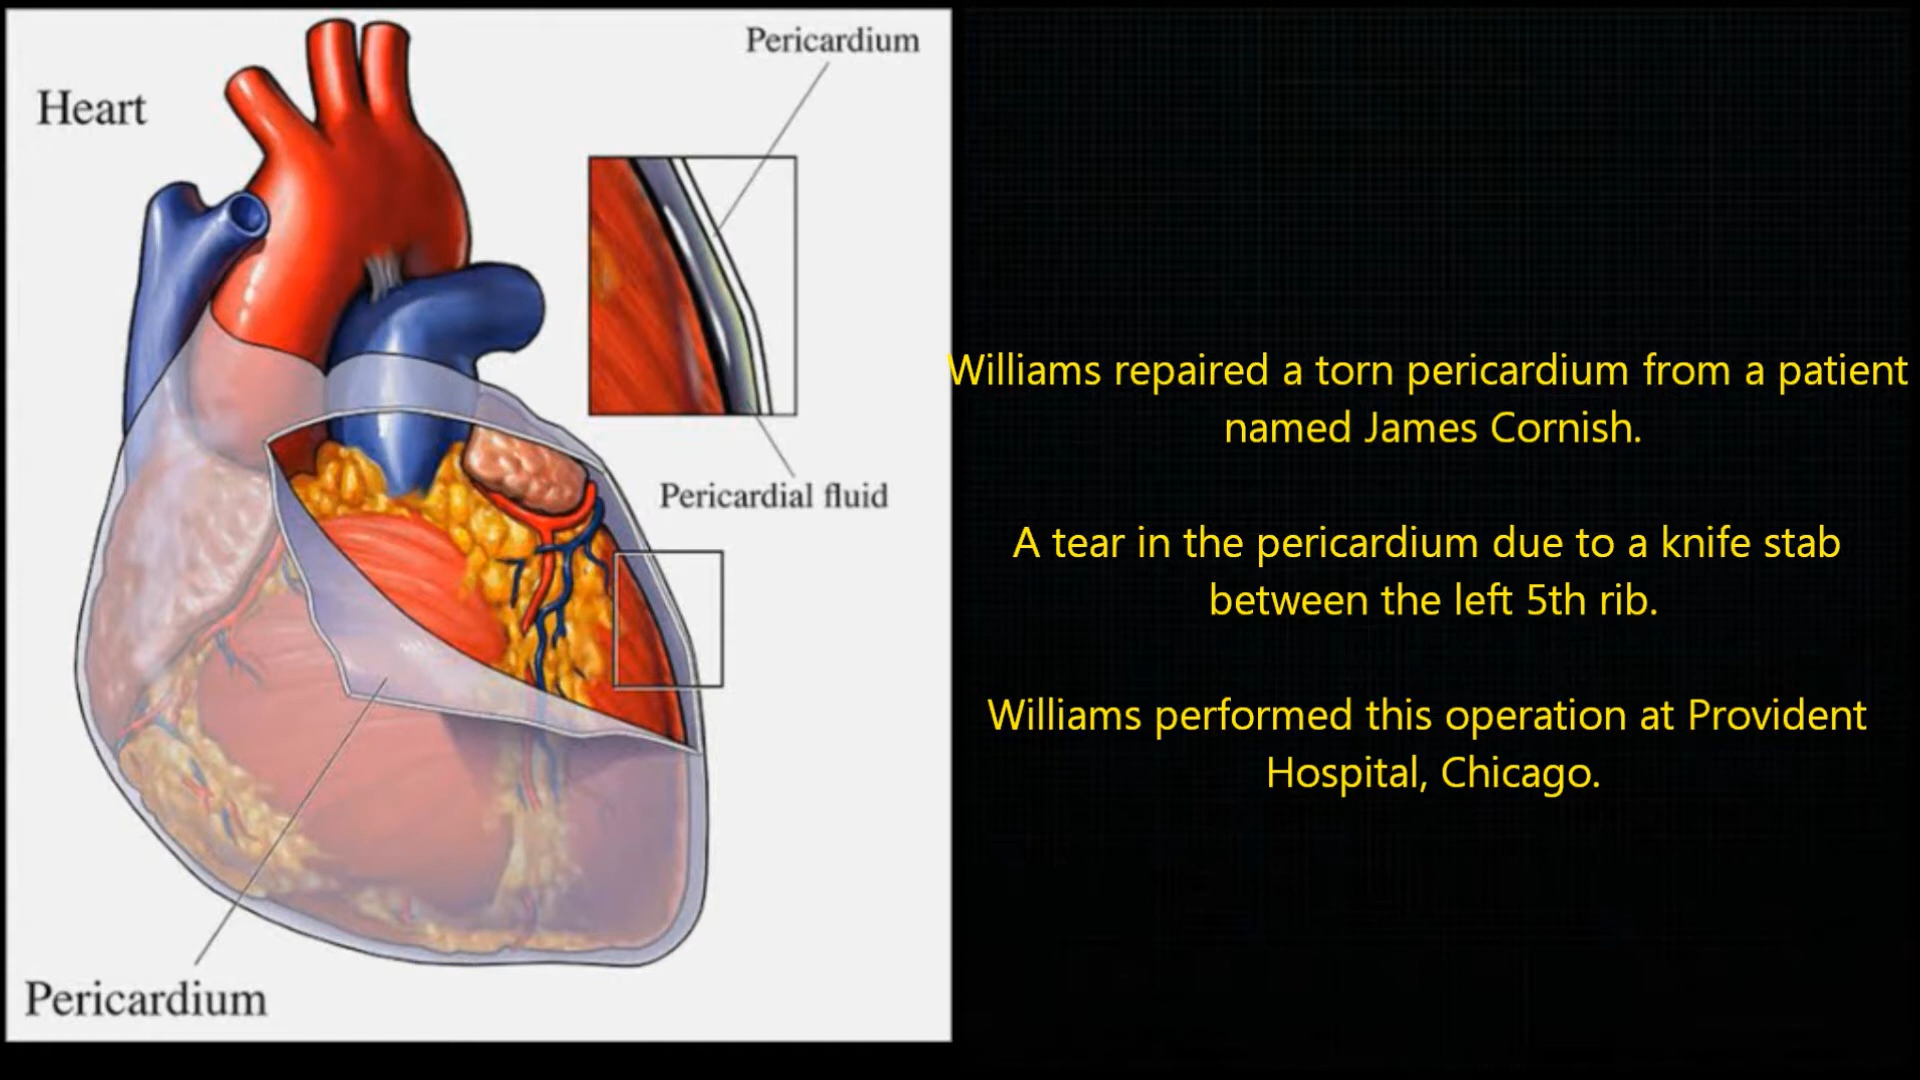 Pericardium
Heart
Pericardial fluid
Pericardium
Williams repaired a torn pericardium from a patient
named James Cornish.
A tear in the pericardium due to a knife stab
between the left 5th rib.
Williams performed this operation at Provident
Hospital, Chicago.